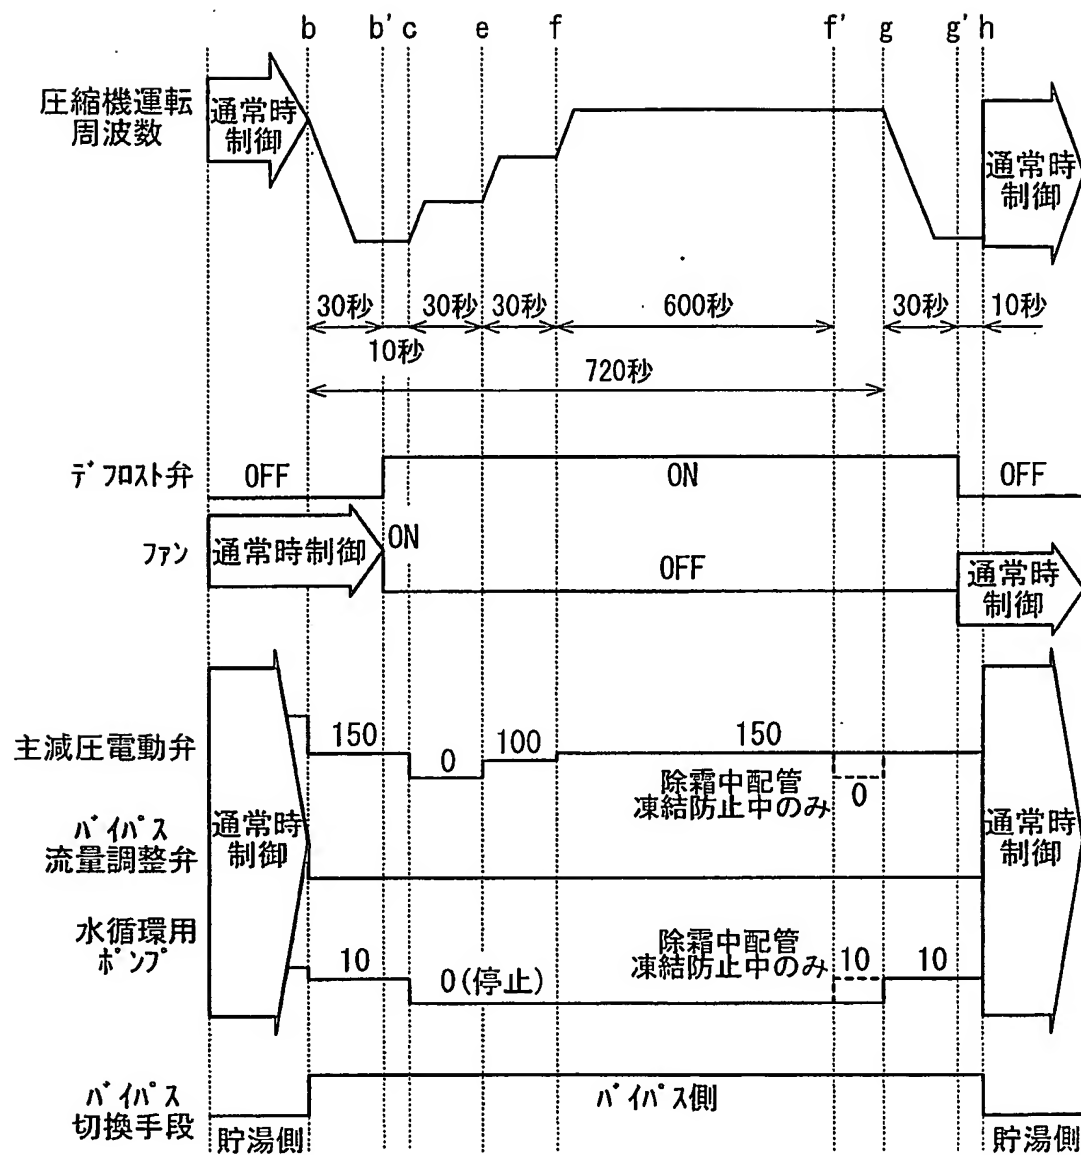 b b' c e f f' g g' h
圧縮機運転
周波数
通常時
制御
通常時
制御
30秒 30秒 30秒 600秒 30秒 10秒
10秒
720秒
デフロスト弁 OFF ON OFF
ファン 通常時制御 ON
OFF
通常時
制御
主減圧電動弁 150 0 100 150
除霜中配管
凍結防止中のみ 0
バイパス
流量調整弁
通常時
制御
通常時
制御
水循環用
ポンプ
10 0(停止)
除霜中配管
凍結防止中のみ 10 10
バイパス
切換手段
バイパス側
貯湯側 貯湯側